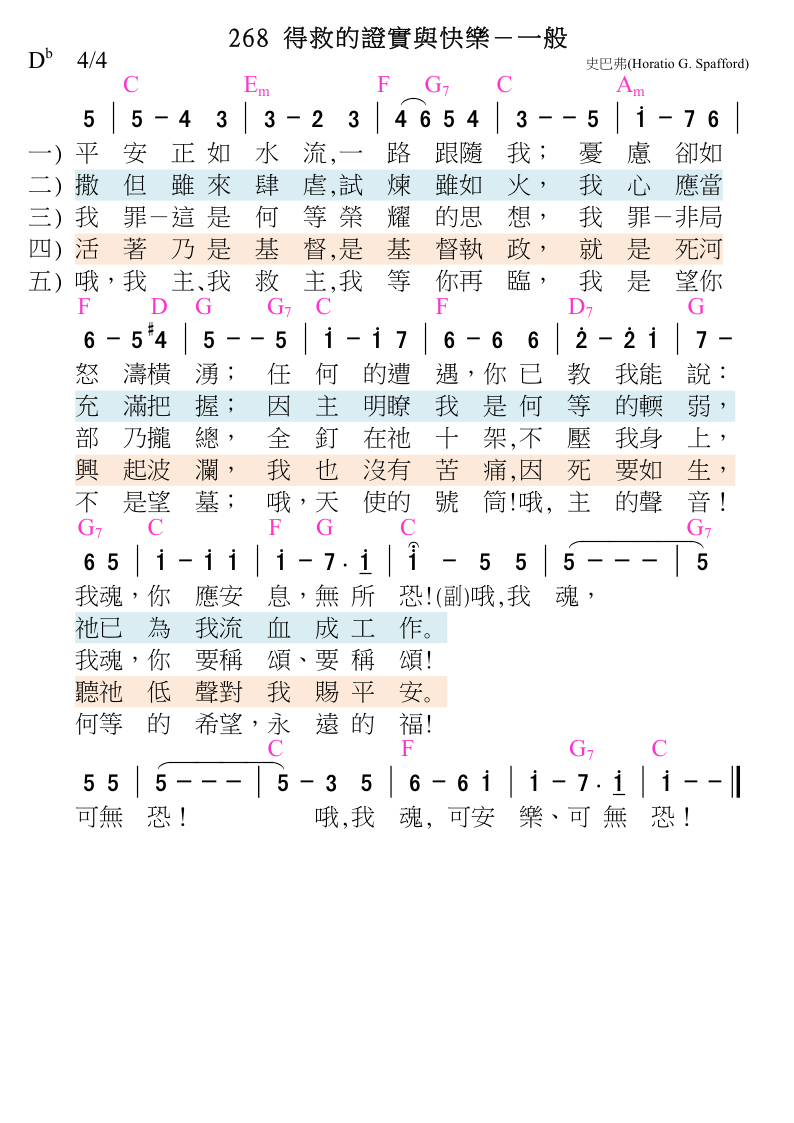 268 得救的證實與快樂－一般
D♭ 4/4 史巴弗(Horatio G. Spafford)
C Em F G7 C Am
5 | 5 － 4 3 | 3 － 2 3 | 4 6 5 4 | 3 － － 5 | i － 7 6 |
一) 平安正如水流,一路跟隨我；憂慮卻如
二) 撒但雖來肆虐,試煉雖如火，我心應當
三) 我罪－這是何等榮耀的思想，我罪－非局
四) 活著乃是基督,是基督執政，就是死河
五) 哦，我主、我救主,我等你再臨，我是望你
F D G G7 C F D7 G
6 － 5 #4 | 5 － － 5 | i － i 7 | 6 － 6 6 | 2̇ － 2̇ i | 7 －
怒濤橫湧；任何的遭遇，你已教我能說：
充滿把握；因主明瞭我是何等的輭弱，
部乃攏總，全釘在祂十架,不壓我身上，
興起波瀾，我也沒有苦痛,因死要如生，
不是望墓；哦，天使的號筒!哦, 主的聲音！
G7 C F G C G7
6 5 | i － i i | i － 7 . i | i － 5 5 | 5 － － － | 5
我魂，你應安息，無所恐!(副)哦,我魂，
祂已為我流血成工作。
我魂，你要稱頌、要稱頌!
聽祂低聲對我賜平安。
何等的希望，永遠的福!
C F G7 C
5 5 | 5 － － － | 5 － 3 5 | 6 － 6 i | i － 7 . i | i － － ||
可無恐！哦,我魂, 可安樂、可無恐！